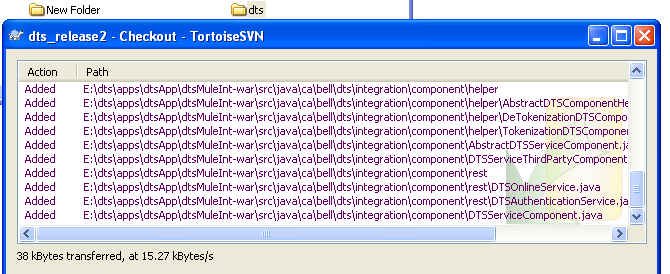 New Folder dts
dts_release2 - Checkout - TortoiseSVN
Action Path
Added E:\dts\apps\dtsApp\dtsMuleInt-war\src\java\ca\bell\dts\integration\component\helper
Added E:\dts\apps\dtsApp\dtsMuleInt-war\src\java\ca\bell\dts\integration\component\helper\AbstractDTSComponentHe
Added E:\dts\apps\dtsApp\dtsMuleInt-war\src\java\ca\bell\dts\integration\component\helper\DeTokenizationDTSCompo
Added E:\dts\apps\dtsApp\dtsMuleInt-war\src\java\ca\bell\dts\integration\component\helper\TokenizationDTSCompone
Added E:\dts\apps\dtsApp\dtsMuleInt-war\src\java\ca\bell\dts\integration\component\AbstractDTSServiceComponent.ja
Added E:\dts\apps\dtsApp\dtsMuleInt-war\src\java\ca\bell\dts\integration\component\DTSServiceThirdPartyComponent
Added E:\dts\apps\dtsApp\dtsMuleInt-war\src\java\ca\bell\dts\integration\component\rest
Added E:\dts\apps\dtsApp\dtsMuleInt-war\src\java\ca\bell\dts\integration\component\rest\DTSOnlineService.java
Added E:\dts\apps\dtsApp\dtsMuleInt-war\src\java\ca\bell\dts\integration\component\rest\DTSAuthenticationService.ja
Added E:\dts\apps\dtsApp\dtsMuleInt-war\src\java\ca\bell\dts\integration\component\DTSServiceComponent.java
38 kBytes transferred, at 15.27 kBytes/s